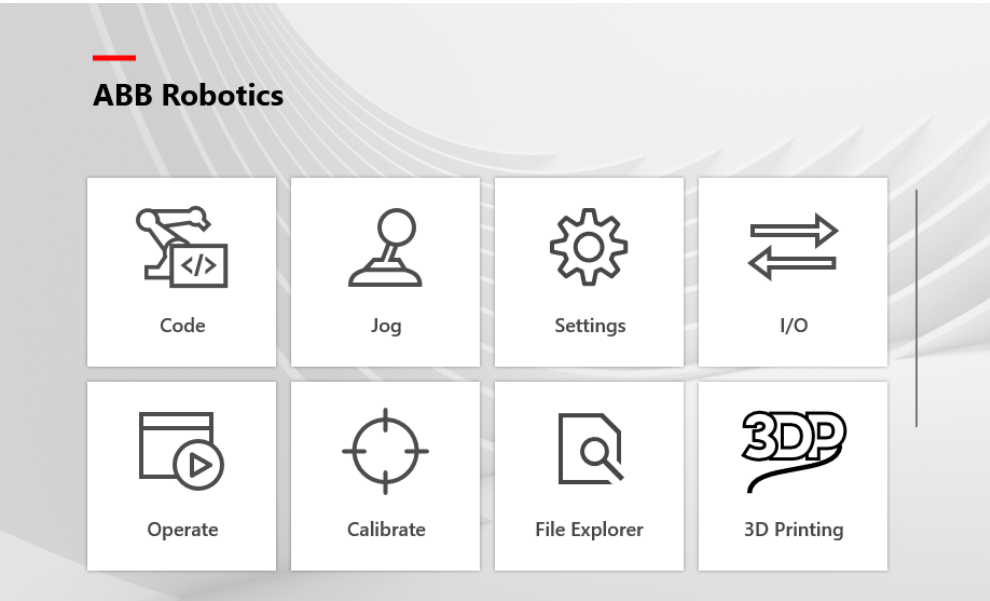 ABB Robotics
</>
Code
Jog
Settings
I/O
3DP
Operate
Calibrate
File Explorer
3D Printing